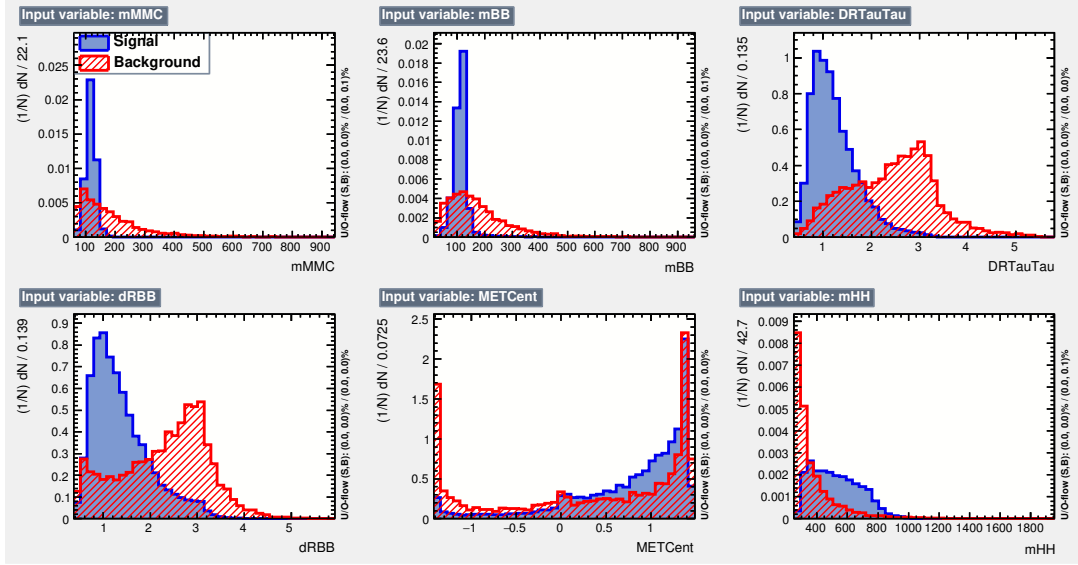 Input variable: mMMC
(1/N) dN / 22.1
Signal
Background
0.025
0.02
0.015
0.01
0.005
0
100 200 300 400 500 600 700 800 900
mMMC
U/O-flow (S,B): (0.0, 0.0)% / (0.0, 0.1)%
Input variable: mBB
(1/N) dN / 23.6
0.02
0.018
0.016
0.014
0.012
0.01
0.008
0.006
0.004
0.002
0
100 200 300 400 500 600 700 800 900
mBB
U/O-flow (S,B): (0.0, 0.0)% / (0.0, 0.1)%
Input variable: DRTauTau
(1/N) dN / 0.135
1
0.8
0.6
0.4
0.2
0
1 2 3 4 5
DRTauTau
U/O-flow (S,B): (0.0, 0.0)% / (0.0, 0.0)%
Input variable: dRBB
(1/N) dN / 0.139
0.9
0.8
0.7
0.6
0.5
0.4
0.3
0.2
0.1
0
1 2 3 4 5
dRBB
U/O-flow (S,B): (0.0, 0.0)% / (0.0, 0.0)%
Input variable: METCent
(1/N) dN / 0.0725
2.5
2
1.5
1
0.5
0
−1 −0.5 0 0.5 1
METCent
U/O-flow (S,B): (0.0, 0.0)% / (0.0, 0.0)%
Input variable: mHH
(1/N) dN / 42.7
0.009
0.008
0.007
0.006
0.005
0.004
0.003
0.002
0.001
0
400 600 800 1000 1200 1400 1600 1800
mHH
U/O-flow (S,B): (0.0, 0.0)% / (0.0, 0.1)%